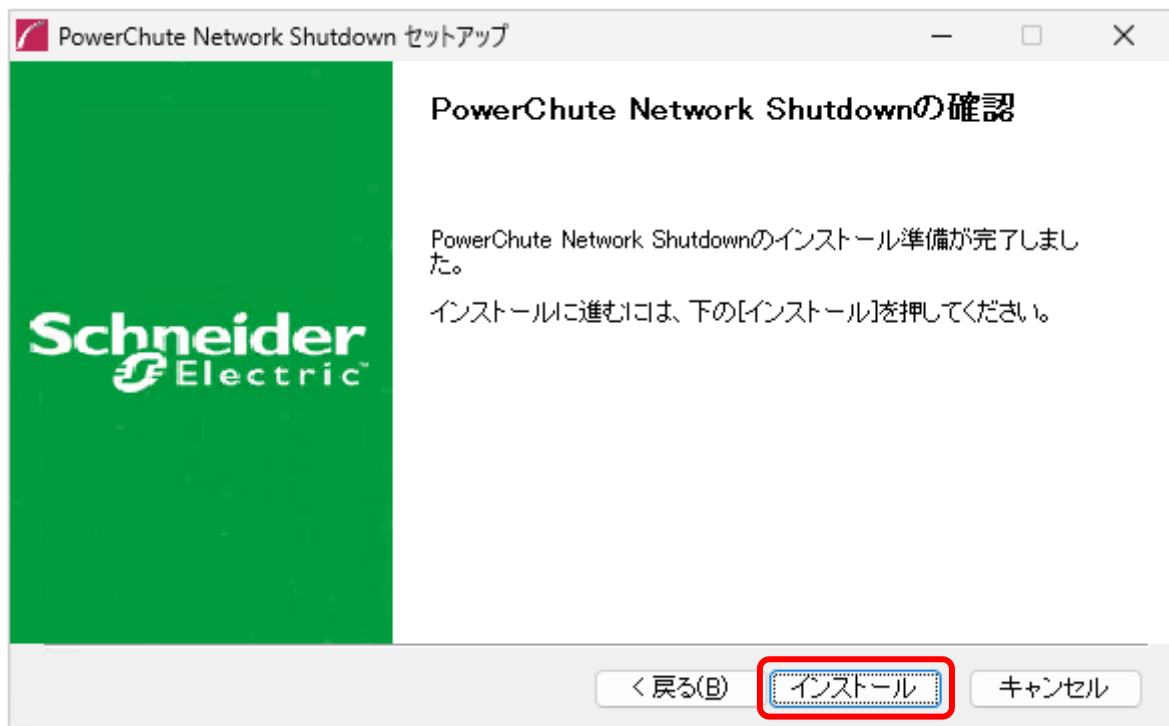 PowerChute Network Shutdown セットアップ
PowerChute Network Shutdownの確認
PowerChute Network Shutdownのインストール準備が完了しまし
た。
インストールに進むには、下の[インストール]を押してください。
Schneider
Electric™
< 戻る(B)
インストール
キャンセル